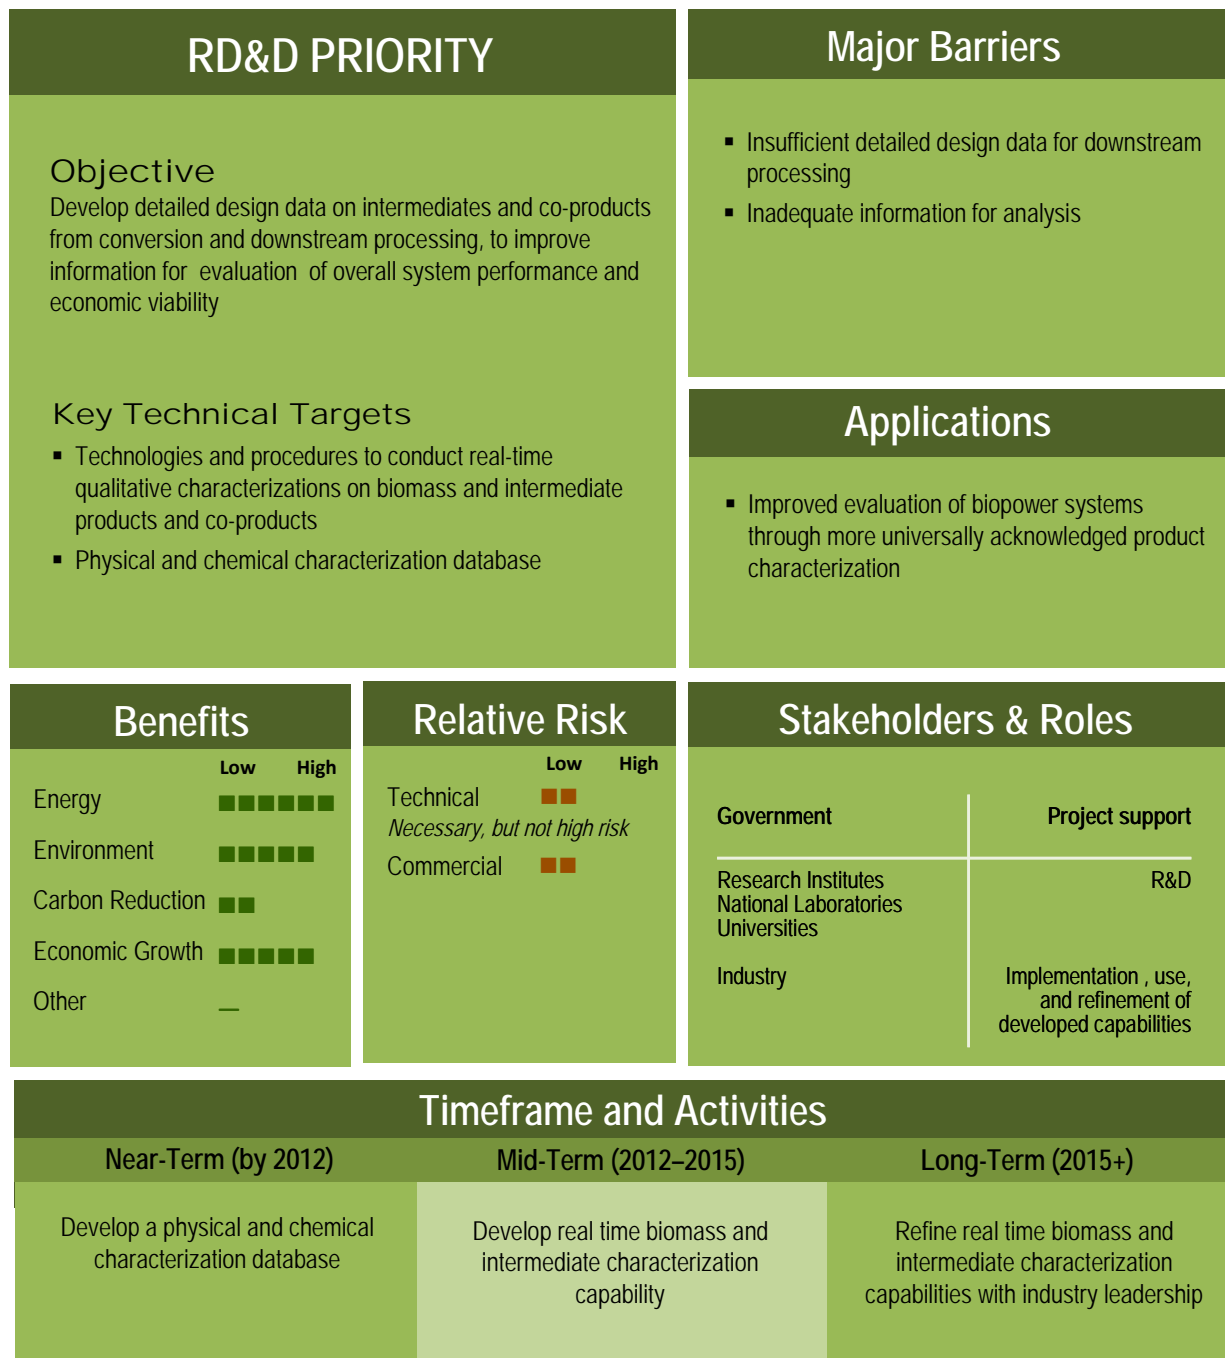 RD&D PRIORITY
Objective
Develop detailed design data on intermediates and co-products
from conversion and downstream processing, to improve
information for evaluation of overall system performance and
economic viability
Key Technical Targets
▪ Technologies and procedures to conduct real-time
qualitative characterizations on biomass and intermediate
products and co-products
▪ Physical and chemical characterization database
Major Barriers
▪ Insufficient detailed design data for downstream
processing
▪ Inadequate information for analysis
Applications
▪ Improved evaluation of biopower systems
through more universally acknowledged product
characterization
Benefits
Low High
Energy
Environment
Carbon Reduction
Economic Growth
Other —
Relative Risk
Low High
Technical
Necessary, but not high risk
Commercial
Stakeholders & Roles
Government Project support
Research Institutes R&D
National Laboratories
Universities
Industry Implementation , use,
and refinement of
developed capabilities
Timeframe and Activities
Near-Term (by 2012) Mid-Term (2012–2015) Long-Term (2015+)
Develop a physical and chemical
characterization database
Develop real time biomass and
intermediate characterization
capability
Refine real time biomass and
intermediate characterization
capabilities with industry leadership